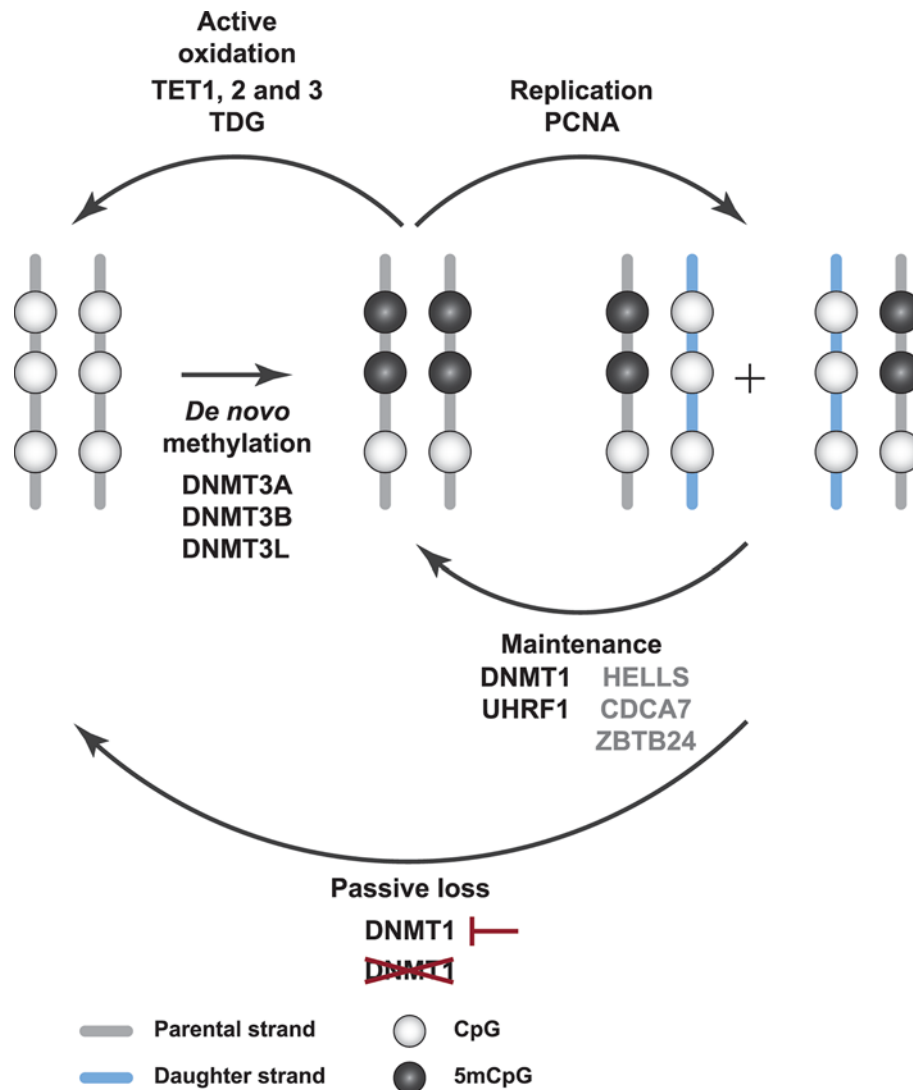 Active
oxidation
TET1, 2 and 3
TDG
Replication
PCNA
+
De novo
methylation
DNMT3A
DNMT3B
DNMT3L
Maintenance
DNMT1 HELLS
UHRF1 CDCA7
ZBTB24
Passive loss
DNMT1
DNMT1
Parental strand CpG
Daughter strand 5mCpG